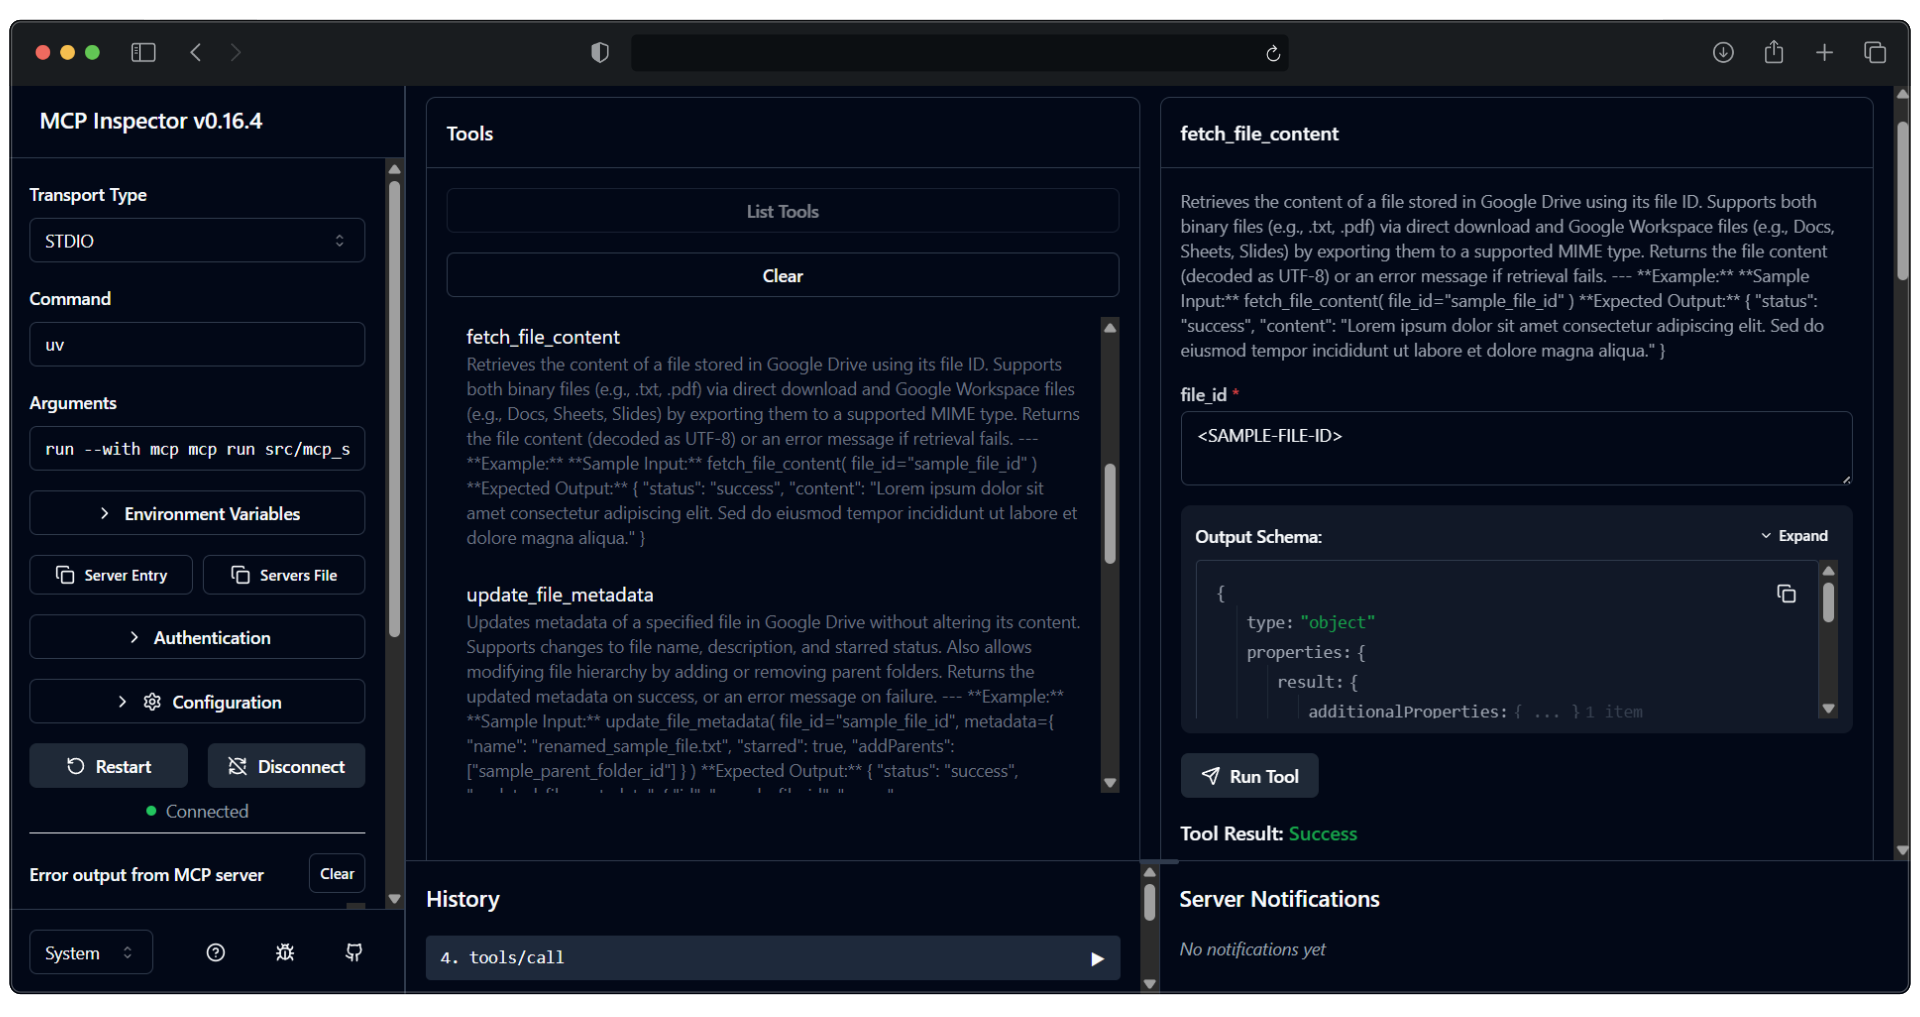 MCP Inspector v0.16.4
Transport Type
STDIO
Command
uv
Arguments
run --with mcp mcp run src/mcp_s
Environment Variables
Server Entry
Servers File
Authentication
Configuration
Restart
Disconnect
Connected
Error output from MCP server
Clear
System
Tools
List Tools
Clear
fetch_file_content
Retrieves the content of a file stored in Google Drive using its file ID. Supports
both binary files (e.g., .txt, .pdf) via direct download and Google Workspace files
(e.g., Docs, Sheets, Slides) by exporting them to a supported MIME type. Returns
the file content (decoded as UTF-8) or an error message if retrieval fails. ---
**Example:** **Sample Input:** fetch_file_content( file_id="sample_file_id" )
**Expected Output:** { "status": "success", "content": "Lorem ipsum dolor sit
amet consectetur adipiscing elit. Sed do eiusmod tempor incididunt ut labore et
dolore magna aliqua." }
update_file_metadata
Updates metadata of a specified file in Google Drive without altering its content.
Supports changes to file name, description, and starred status. Also allows
modifying file hierarchy by adding or removing parent folders. Returns the
updated metadata on success, or an error message on failure. --- **Example:**
**Sample Input:** update_file_metadata( file_id="sample_file_id", metadata={
"name": "renamed_sample_file.txt", "starred": true, "addParents":
["sample_parent_folder_id"] } ) **Expected Output:** { "status": "success",
History
4. tools/call
fetch_file_content
Retrieves the content of a file stored in Google Drive using its file ID. Supports both
binary files (e.g., .txt, .pdf) via direct download and Google Workspace files (e.g., Docs,
Sheets, Slides) by exporting them to a supported MIME type. Returns the file content
(decoded as UTF-8) or an error message if retrieval fails. --- **Example:** **Sample
Input:** fetch_file_content( file_id="sample_file_id" ) **Expected Output:** { "status":
"success", "content": "Lorem ipsum dolor sit amet consectetur adipiscing elit. Sed do
eiusmod tempor incididunt ut labore et dolore magna aliqua." }
file_id *
<SAMPLE-FILE-ID>
Output Schema:
Expand
{
type: "object"
properties: {
result: {
additionalProperties: { ... } 1 item
Run Tool
Tool Result: Success
Server Notifications
No notifications yet